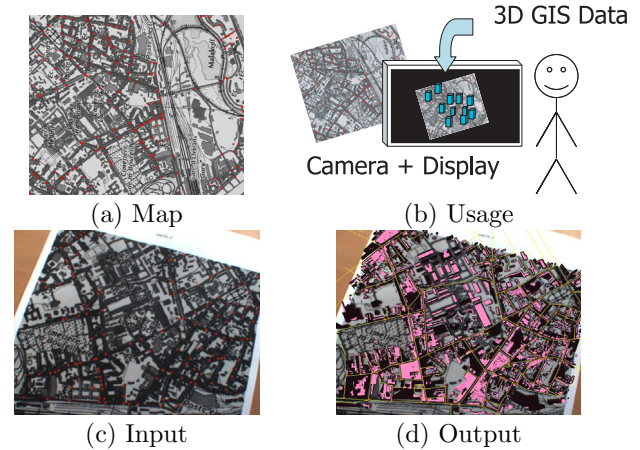 3D GIS Data
Camera + Display
(a) Map
(b) Usage
(c) Input
(d) Output